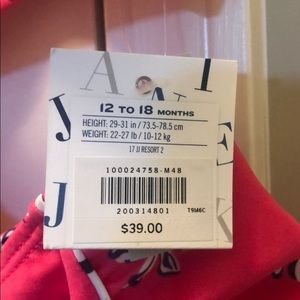 J A N I E
J
12 TO 18 MONTHS
HEIGHT: 29-31 in / 73.5-78.5 cm
WEIGHT: 22-27 lb / 10-12 kg
17 JJ RESORT 2
100024758-M48
200314801
T9M6C
$39.00